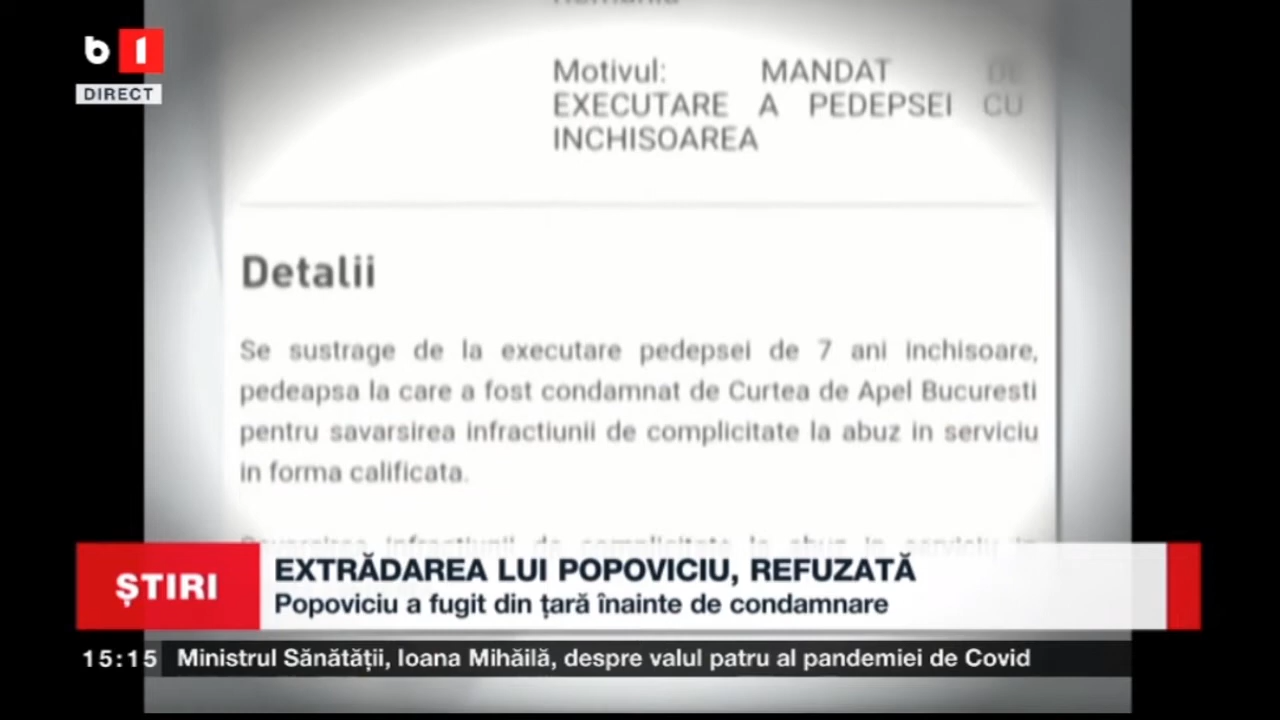 b 1
DIRECT
Motivul: MANDAT DE
EXECUTARE A PEDEPSEI CU
INCHISOAREA
Detalii
Se sustrage de la executare pedepsei de 7 ani inchisoare,
pedeapsa la care a fost condamnat de Curtea de Apel Bucuresti
pentru savarsirea infractiunii de complicitate la abuz in serviciu
in forma calificata.
ȘTIRI
EXTRĂDAREA LUI POPOVICIU, REFUZATĂ
Popoviciu a fugit din țară înainte de condamnare
15:15 Ministrul Sănătății, Ioana Mihăilă, despre valul patru al pandemiei de Covid